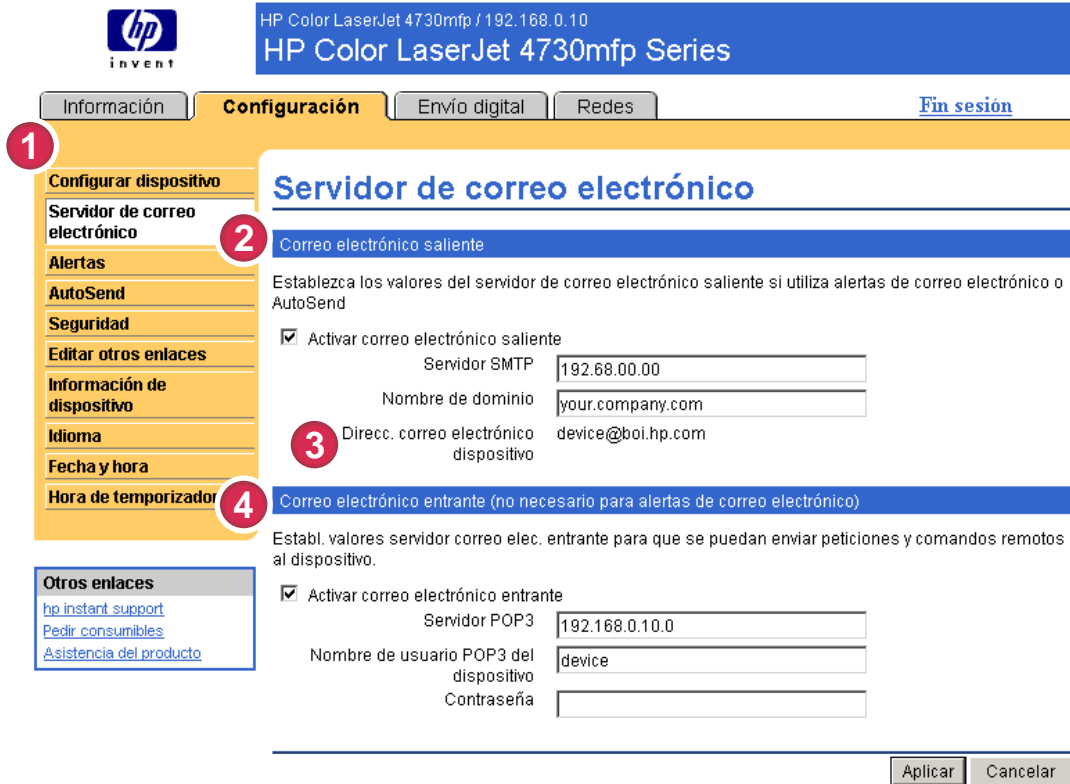 hp
invent
HP Color LaserJet 4730mfp / 192.168.0.10
HP Color LaserJet 4730mfp Series
Información
Configuración
Envío digital
Redes
Fin sesión
1
Configurar dispositivo
Servidor de correo
electrónico
Alertas
AutoSend
Seguridad
Editar otros enlaces
Información de
dispositivo
Idioma
Fecha y hora
Hora de temporizador
Otros enlaces
hp instant support
Pedir consumibles
Asistencia del producto
Servidor de correo electrónico
2
Correo electrónico saliente
Establezca los valores del servidor de correo electrónico saliente si utiliza alertas de correo electrónico o
AutoSend
Activar correo electrónico saliente
Servidor SMTP
192.68.00.00
Nombre de dominio
your.company.com
3
Direcc. correo electrónico
dispositivo
device@boi.hp.com
4
Correo electrónico entrante (no necesario para alertas de correo electrónico)
Establ. valores servidor correo elec. entrante para que se puedan enviar peticiones y comandos remotos
al dispositivo.
Activar correo electrónico entrante
Servidor POP3
192.168.0.10.0
Nombre de usuario POP3 del
dispositivo
device
Contraseña
Aplicar
Cancelar